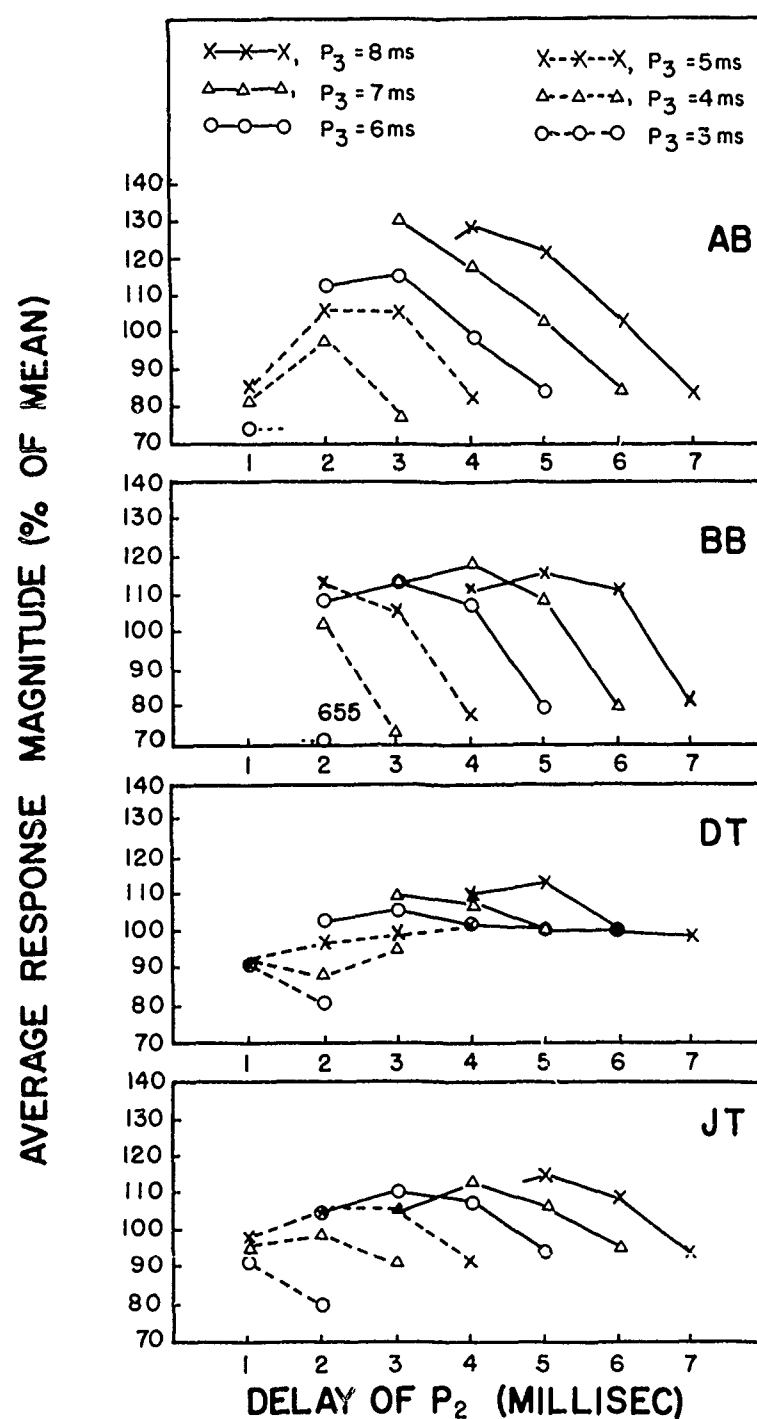 X—X—X, P3 = 8 ms
△—△—△, P3 = 7 ms
O—O—O P3 = 6 ms
X---X---X, P3 = 5 ms
△---△---△, P3 = 4 ms
O---O---O P3 = 3 ms
AVERAGE RESPONSE MAGNITUDE (% OF MEAN)
AB
140
130
120
110
100
90
80
70
1 2 3 4 5 6 7
BB
140
130
120
110
100
90
80
70
655
1 2 3 4 5 6 7
DT
140
130
120
110
100
90
80
70
1 2 3 4 5 6 7
JT
140
130
120
110
100
90
80
70
1 2 3 4 5 6 7
DELAY OF P2 (MILLISEC)